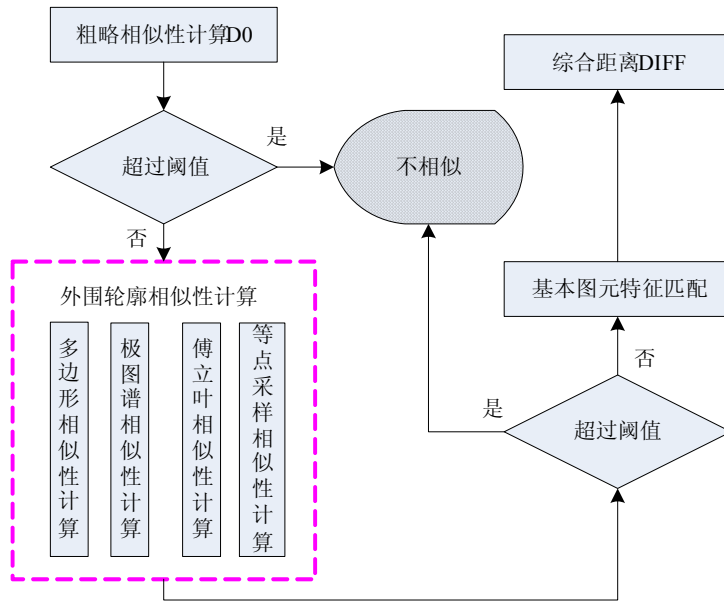 粗略相似性计算D0
综合距离DIFF
是
超过阈值
不相似
否
外围轮廓相似性计算
多边形相似性计算
极图谱相似性计算
傅立叶相似性计算
等点采样相似性计算
基本图元特征匹配
否
是
超过阈值